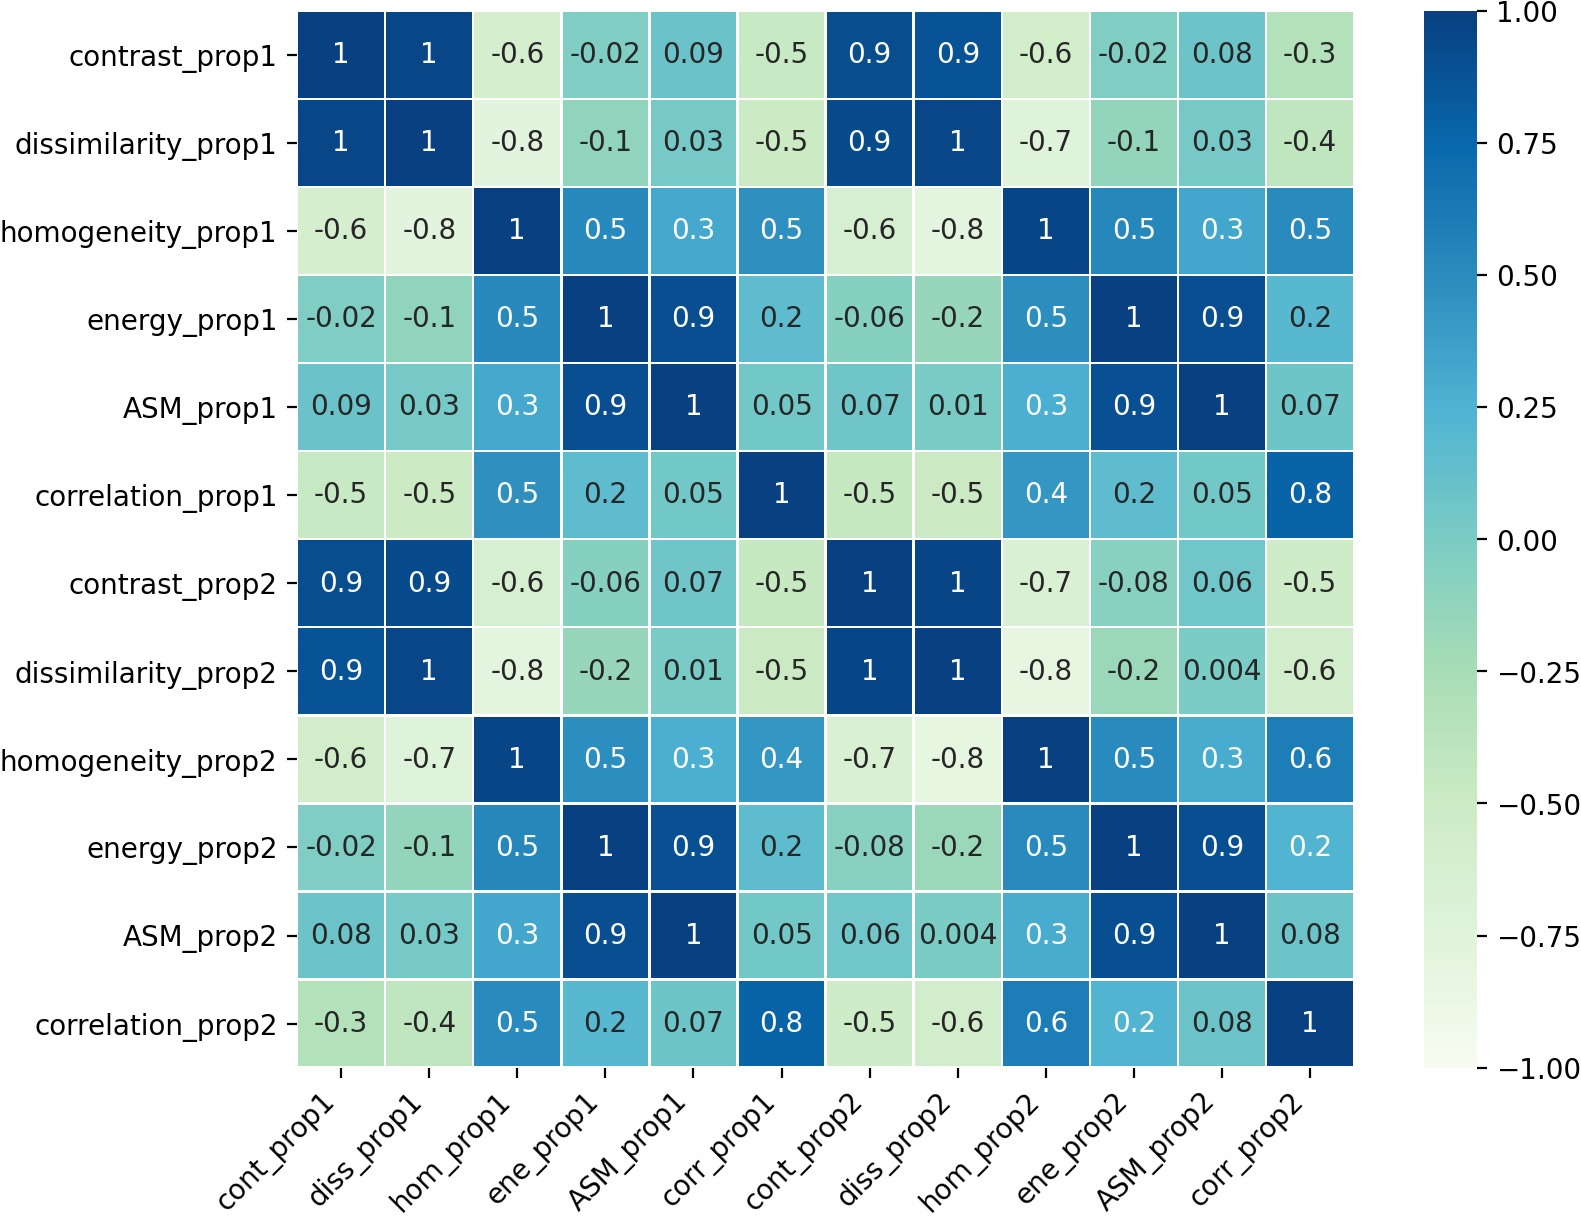 contrast_prop1 1 1 -0.6 -0.02 0.09 -0.5 0.9 0.9 -0.6 -0.02 0.08 -0.3
dissimilarity_prop1 1 1 -0.8 -0.1 0.03 -0.5 0.9 1 -0.7 -0.1 0.03 -0.4
homogeneity_prop1 -0.6 -0.8 1 0.5 0.3 0.5 -0.6 -0.8 1 0.5 0.3 0.5
energy_prop1 -0.02 -0.1 0.5 1 0.9 0.2 -0.06 -0.2 0.5 1 0.9 0.2
ASM_prop1 0.09 0.03 0.3 0.9 1 0.05 0.07 0.01 0.3 0.9 1 0.07
correlation_prop1 -0.5 -0.5 0.5 0.2 0.05 1 -0.5 -0.5 0.4 0.2 0.05 0.8
contrast_prop2 0.9 0.9 -0.6 -0.06 0.07 -0.5 1 1 -0.7 -0.08 0.06 -0.5
dissimilarity_prop2 0.9 1 -0.8 -0.2 0.01 -0.5 1 1 -0.8 -0.2 0.004 -0.6
homogeneity_prop2 -0.6 -0.7 1 0.5 0.3 0.4 -0.7 -0.8 1 0.5 0.3 0.6
energy_prop2 -0.02 -0.1 0.5 1 0.9 0.2 -0.08 -0.2 0.5 1 0.9 0.2
ASM_prop2 0.08 0.03 0.3 0.9 1 0.05 0.06 0.004 0.3 0.9 1 0.08
correlation_prop2 -0.3 -0.4 0.5 0.2 0.07 0.8 -0.5 -0.6 0.6 0.2 0.08 1
cont_prop1 diss_prop1 hom_prop1 ene_prop1 ASM_prop1 corr_prop1 cont_prop2 diss_prop2 hom_prop2 ene_prop2 ASM_prop2 corr_prop2
1.00
0.75
0.50
0.25
0.00
−0.25
−0.50
−0.75
−1.00